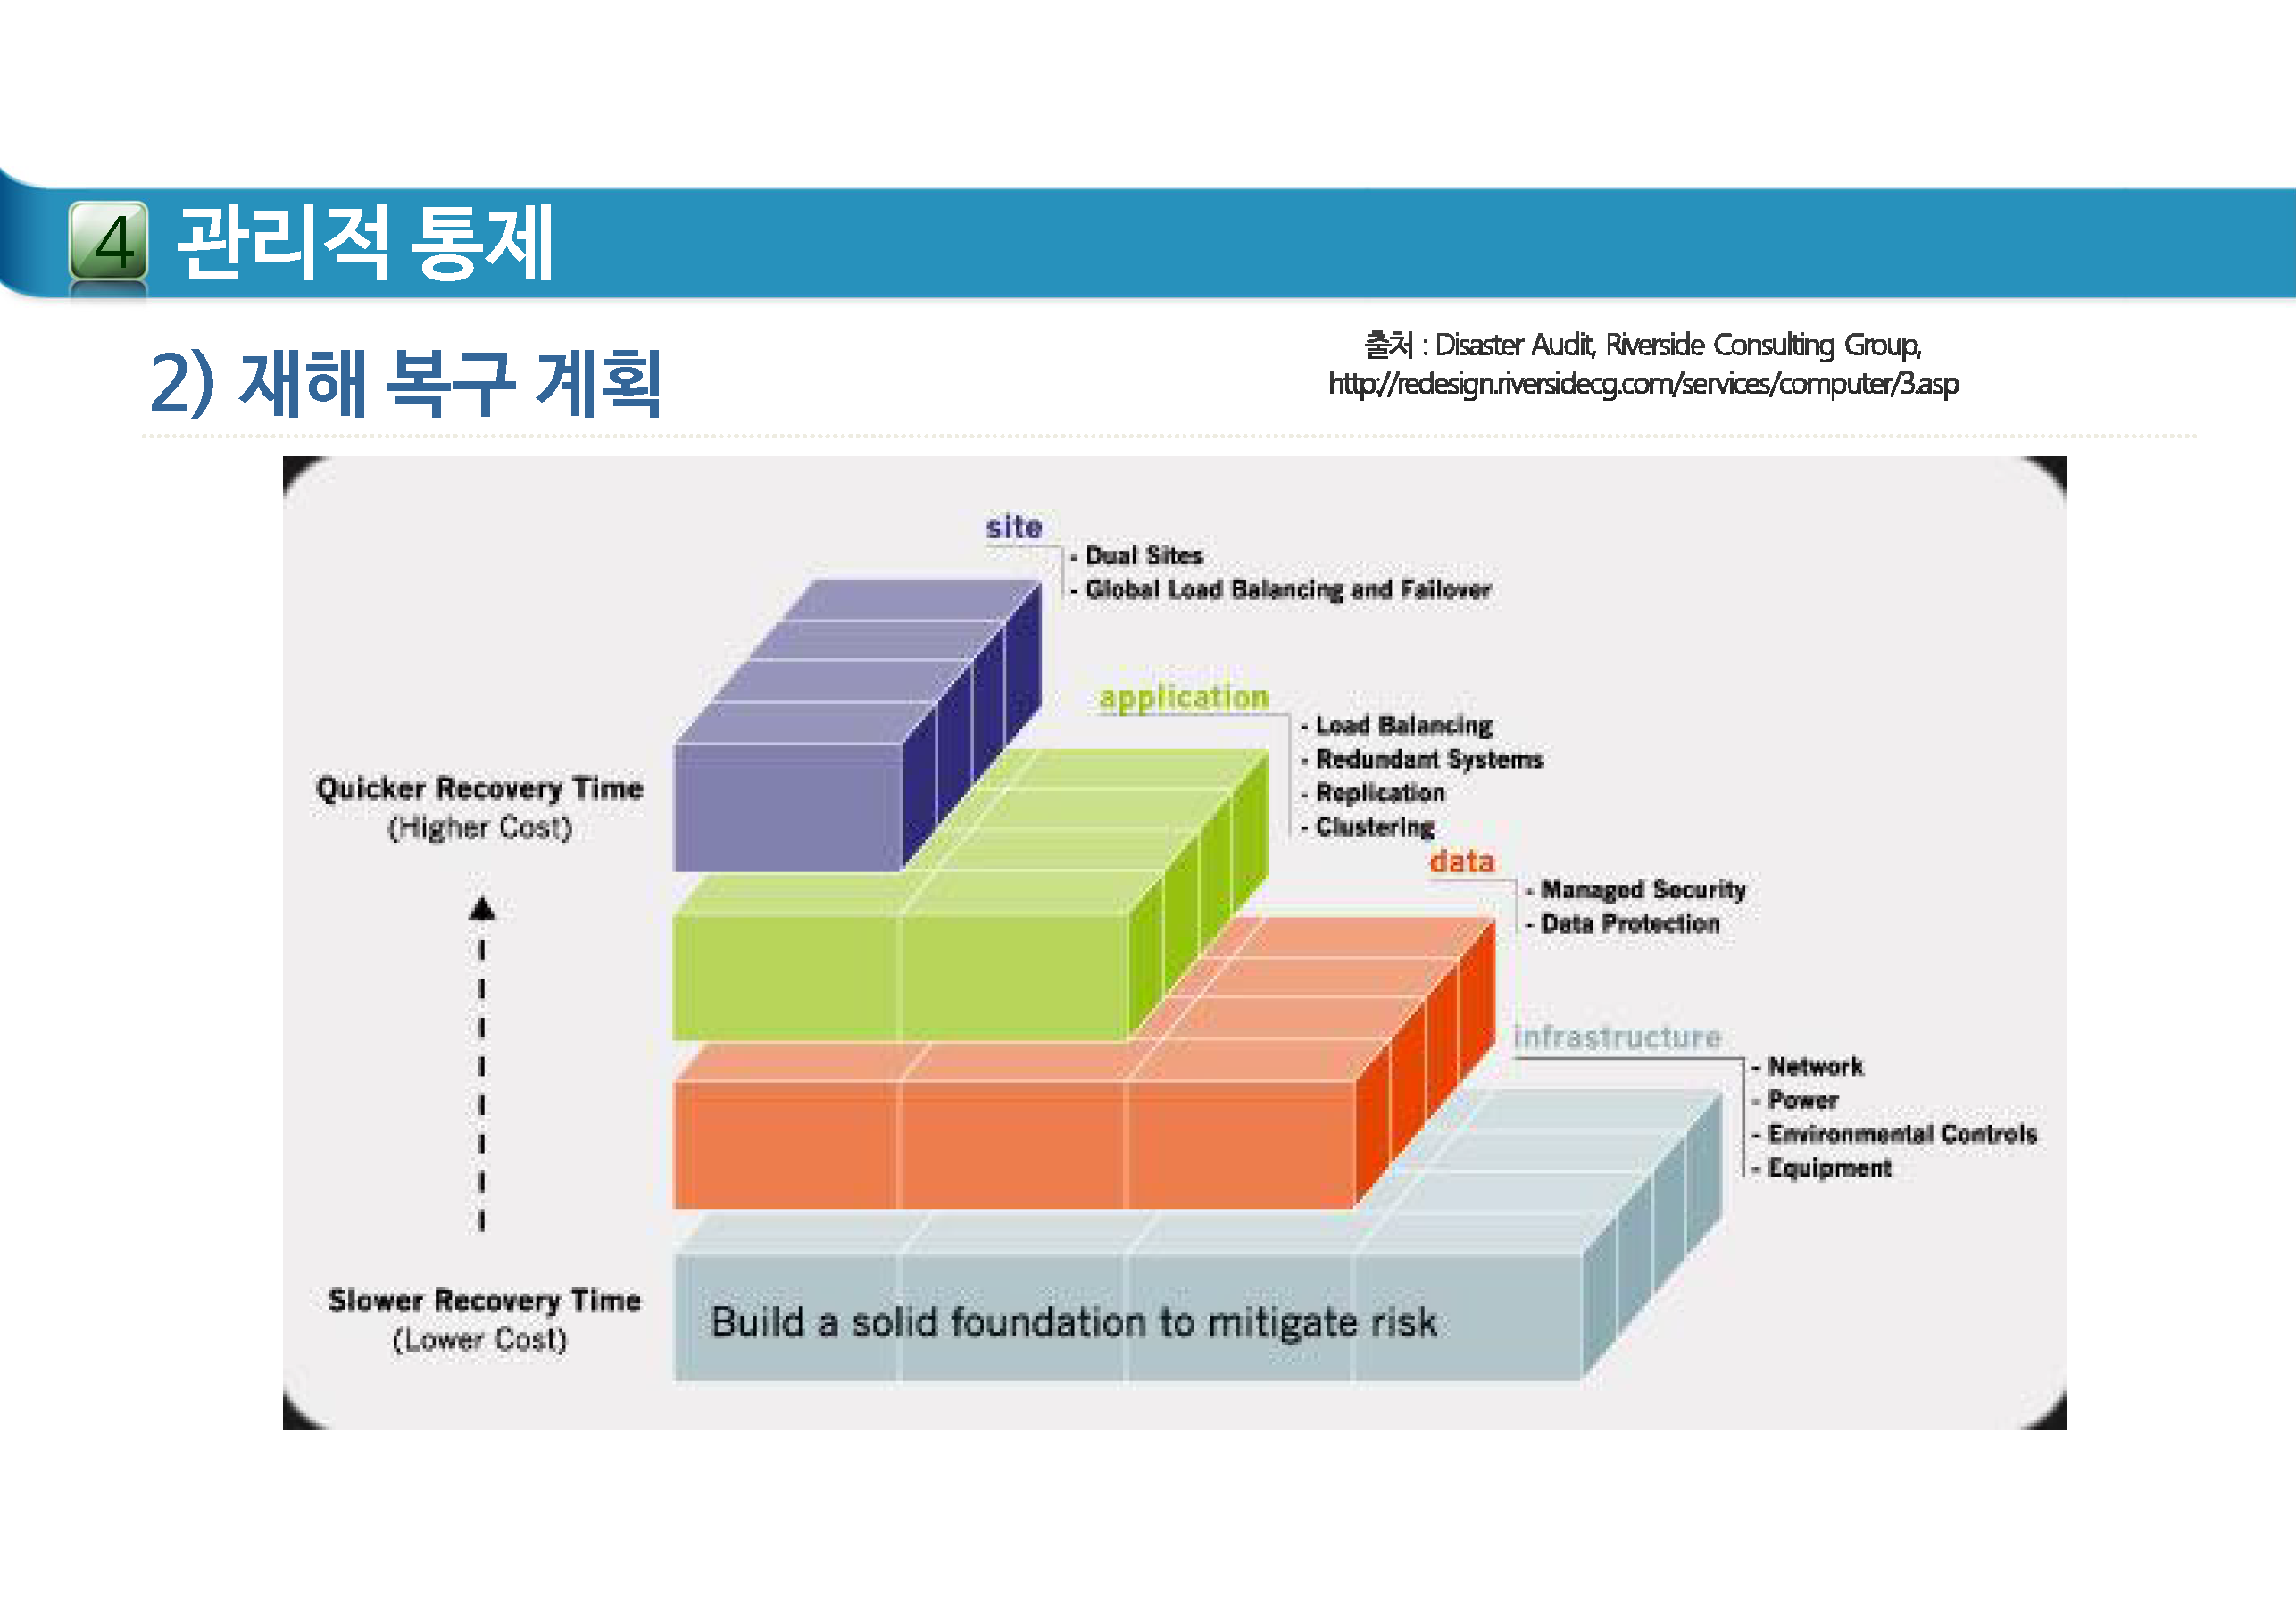 4 관리적 통제
2) 재해 복구 계획
출처 : Disaster Audit, Riverside Consulting Group,
http://redesign.riversidecg.com/services/computer/3.asp
site
- Dual Sites
- Global Load Balancing and Failover
application
- Load Balancing
- Redundant Systems
- Replication
- Clustering
data
- Managed Security
- Data Protection
infrastructure
- Network
- Power
- Environmental Controls
- Equipment
Quicker Recovery Time
(Higher Cost)
Slower Recovery Time
(Lower Cost)
Build a solid foundation to mitigate risk